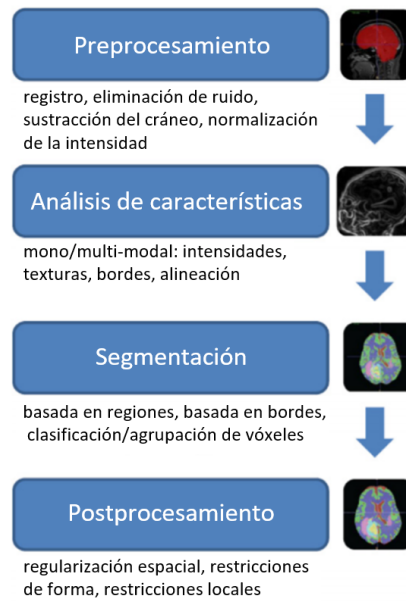 Preprocesamiento
registro, eliminación de ruido,
sustracción del cráneo, normalización
de la intensidad
Análisis de características
mono/multi-modal: intensidades,
texturas, bordes, alineación
Segmentación
basada en regiones, basada en bordes,
clasificación/agrupación de vóxeles
Postprocesamiento
regularización espacial, restricciones
de forma, restricciones locales